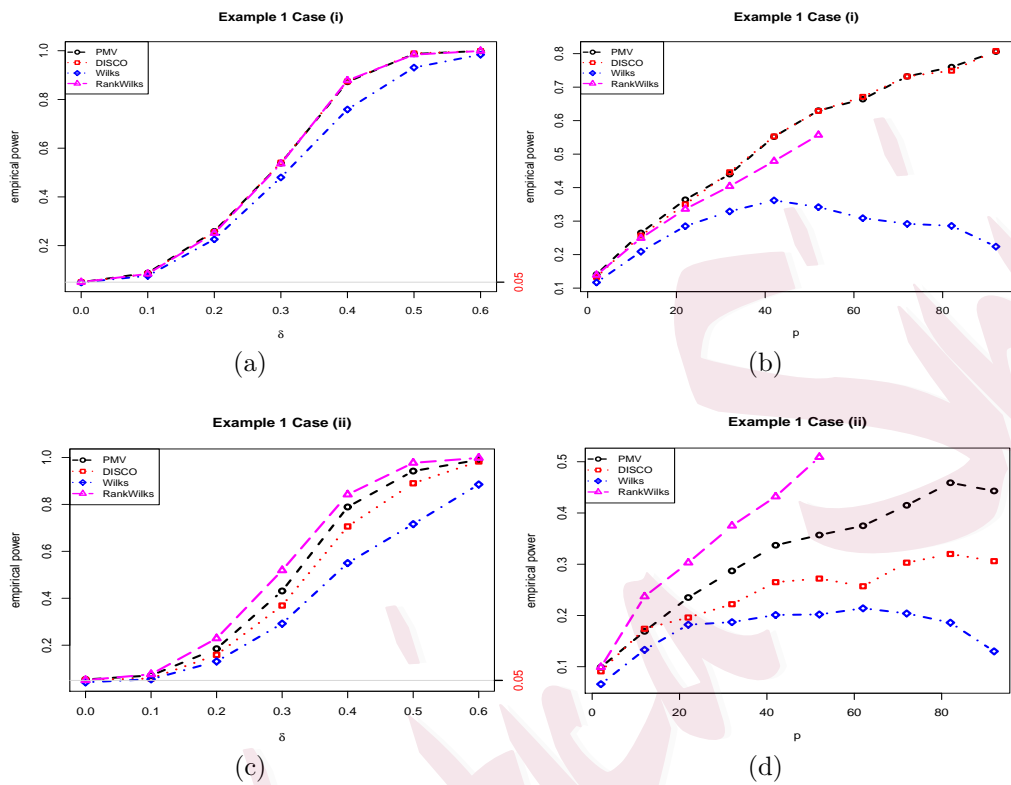 Example 1 Case (i)
PMV
DISCO
Wilks
RankWilks
empirical power
0.2
0.4
0.6
0.8
1.0
0.05
0.0 0.1 0.2 0.3 0.4 0.5 0.6
δ
(a)
Example 1 Case (i)
PMV
DISCO
Wilks
RankWilks
empirical power
0.1
0.2
0.3
0.4
0.5
0.6
0.7
0.8
0 20 40 60 80
p
(b)
Example 1 Case (ii)
PMV
DISCO
Wilks
RankWilks
empirical power
0.2
0.4
0.6
0.8
1.0
0.05
0.0 0.1 0.2 0.3 0.4 0.5 0.6
δ
(c)
Example 1 Case (ii)
PMV
DISCO
Wilks
RankWilks
empirical power
0.1
0.2
0.3
0.4
0.5
0 20 40 60 80
p
(d)